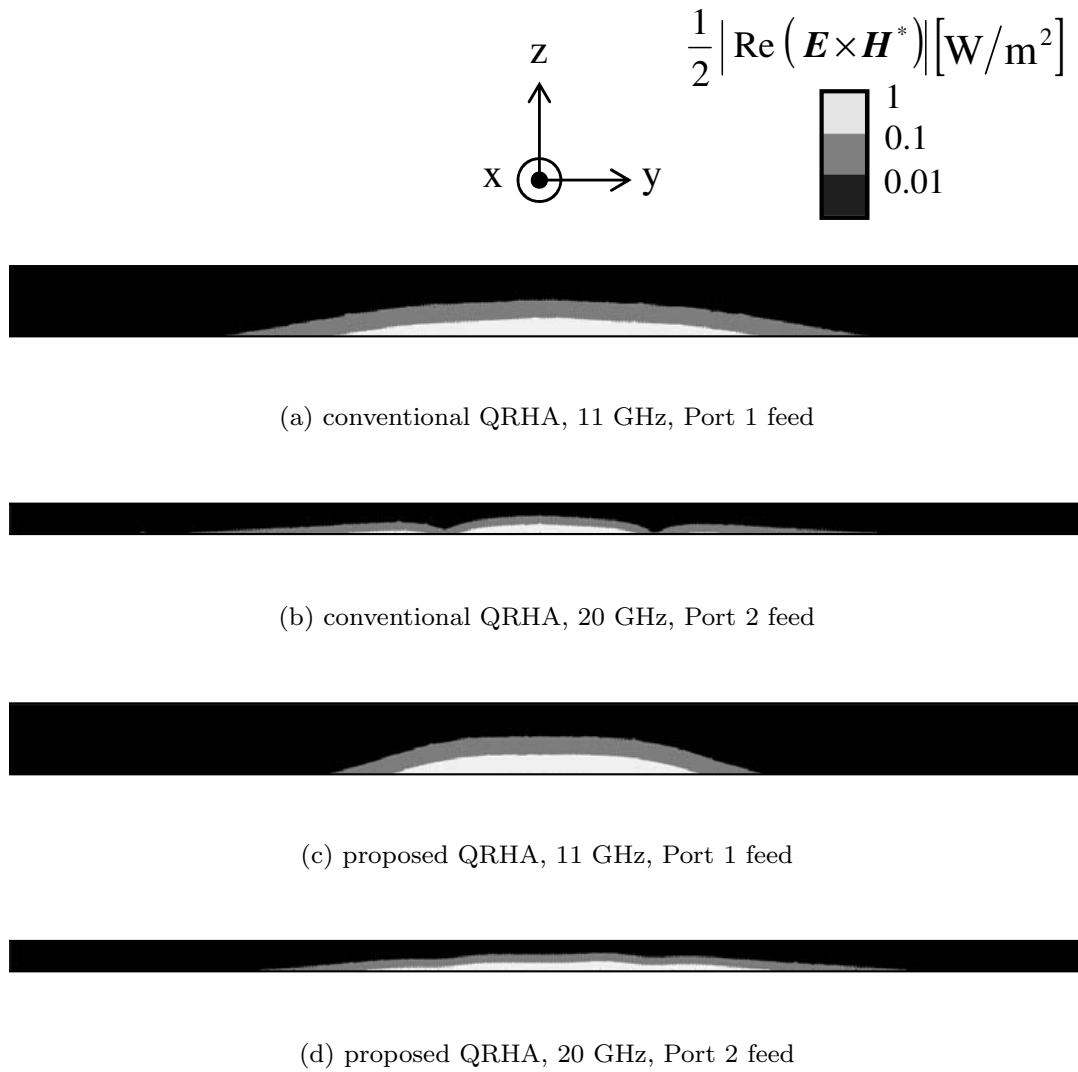 1/2 | Re ( E × H* ) | [W/m²]
1
0.1
0.01
z
x
y
(a) conventional QRHA, 11 GHz, Port 1 feed
(b) conventional QRHA, 20 GHz, Port 2 feed
(c) proposed QRHA, 11 GHz, Port 1 feed
(d) proposed QRHA, 20 GHz, Port 2 feed